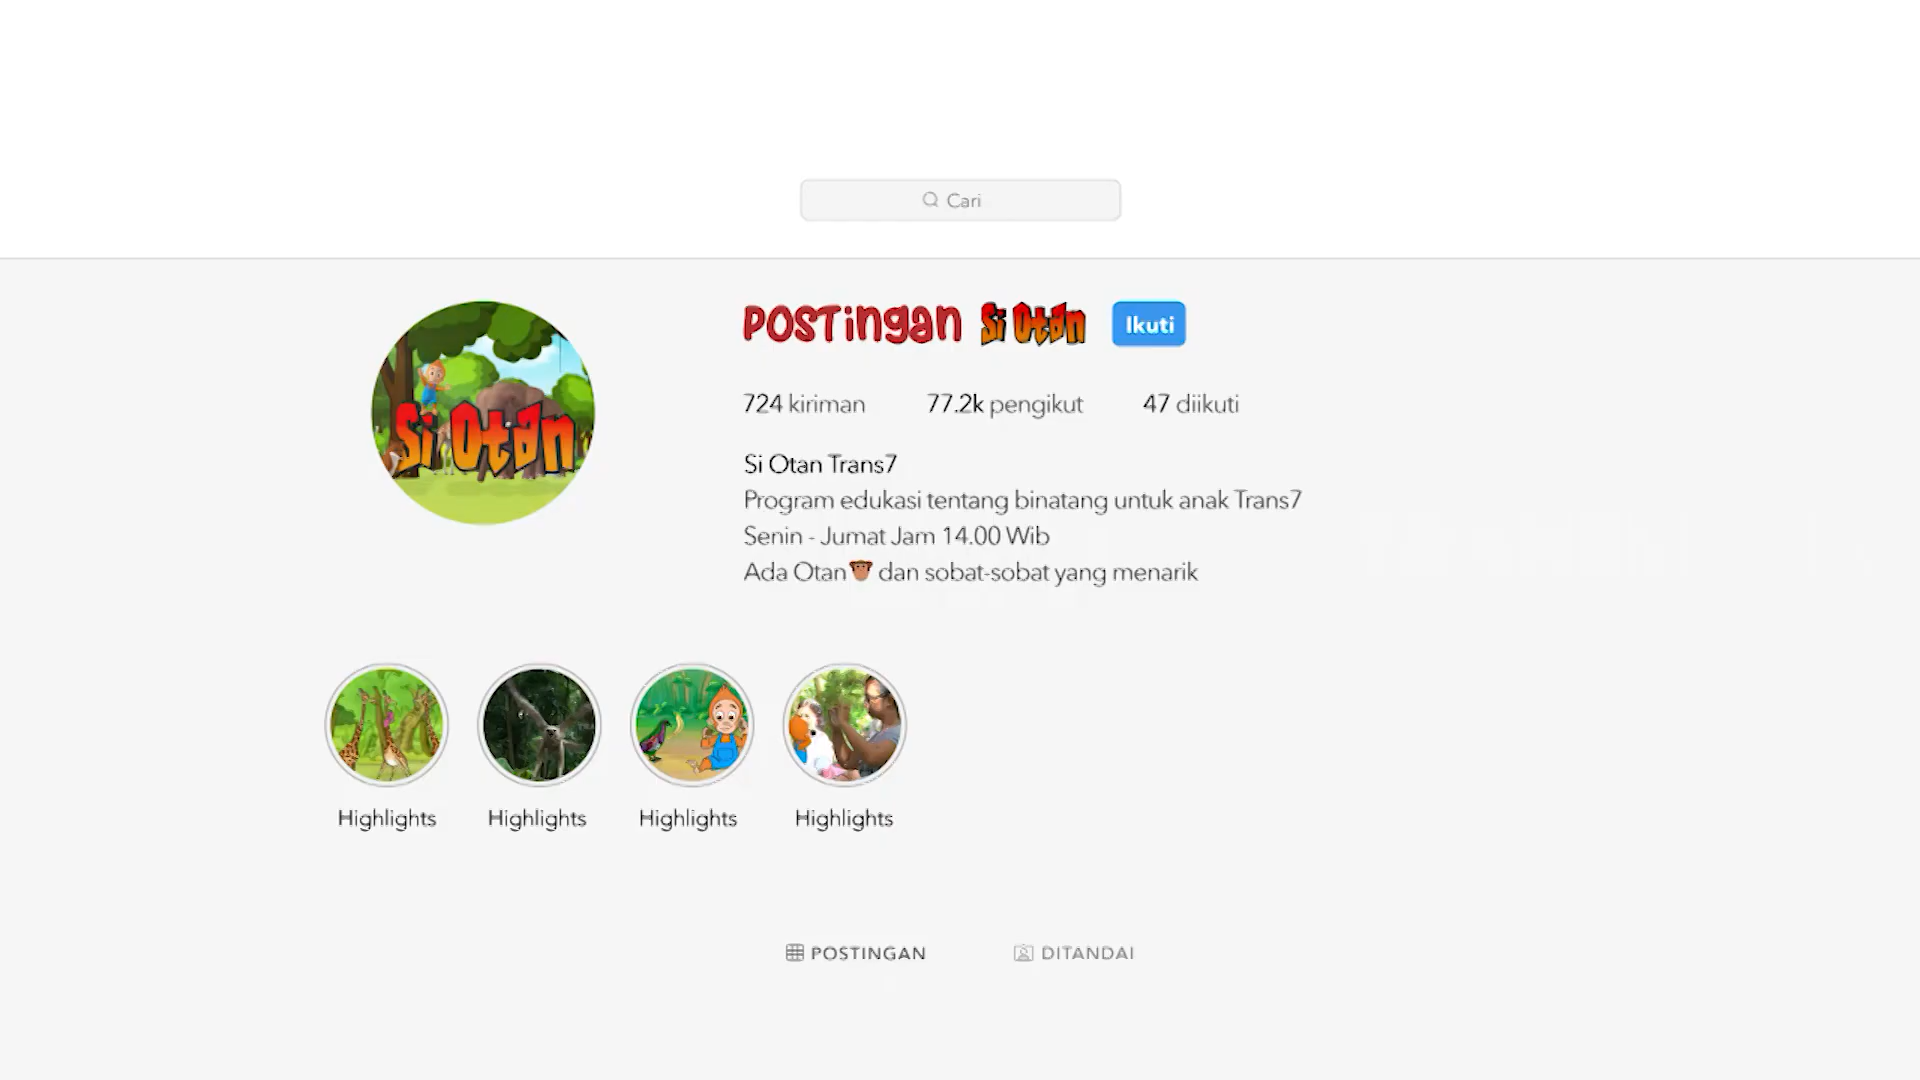 Cari
POSTingan Si Otan Ikuti
724 kiriman 77.2k pengikut 47 diikuti
Si Otan
Si Otan Trans7
Program edukasi tentang binatang untuk anak Trans7
Senin - Jumat Jam 14.00 Wib
Ada Otan dan sobat-sobat yang menarik
Highlights Highlights Highlights Highlights
POSTINGAN DITANDAI